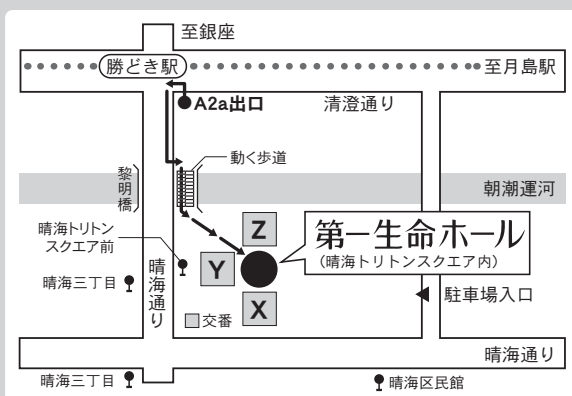 至銀座
勝どき駅
至月島駅
A2a出口
清澄通り
動く歩道
黎明橋
朝潮運河
晴海トリトン
スクエア前
Z
第一生命ホール
(晴海トリトンスクエア内)
Y
晴海三丁目
晴海通り
X
駐車場入口
交番
晴海通り
晴海三丁目
晴海区民館